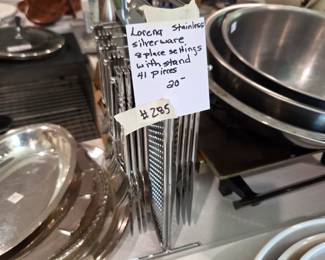 Lorena Stainless
silverware
8 place settings
with stand
41 pieces
20-
#285